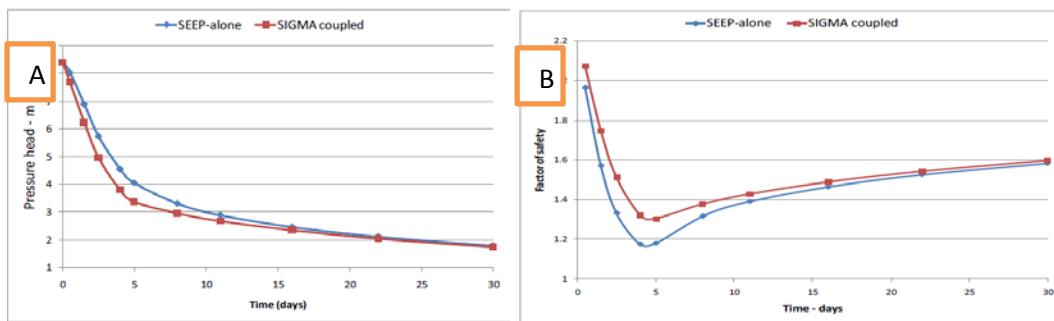 SEEP-alone SIGMA coupled
A
Pressure head - m
7
6
5
4
3
2
1
0 5 10 15 20 25 30
Time (days)
SEEP-alone SIGMA coupled
B
Factor of safety
2.2
1.8
1.6
1.4
1.2
1
0 5 10 15 20 25 30
Time - days